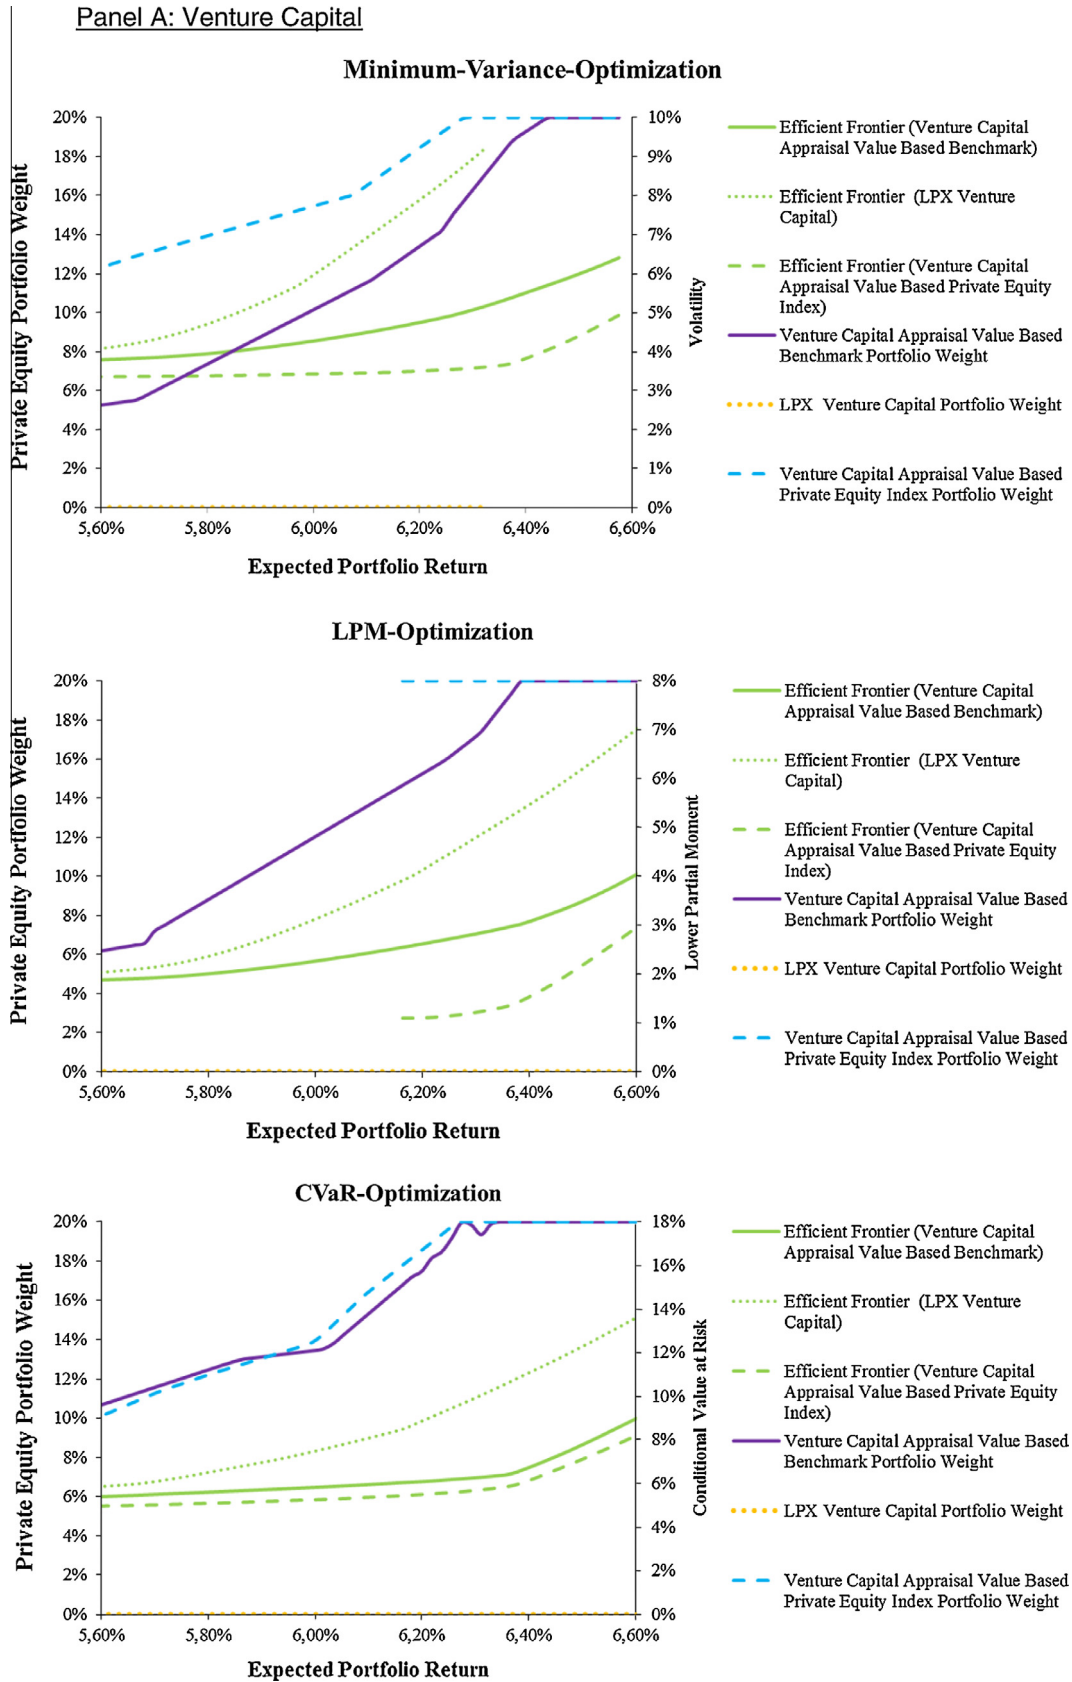 Panel A: Venture Capital
Minimum-Variance-Optimization
Private Equity Portfolio Weight
20%
18%
16%
14%
12%
10%
8%
6%
4%
2%
0%
10%
9%
8%
7%
6%
5%
4%
3%
2%
1%
0%
Volatility
5,60%
5,80%
6,00%
6,20%
6,40%
6,60%
Expected Portfolio Return
Efficient Frontier (Venture Capital
Appraisal Value Based Benchmark)
Efficient Frontier (LPX Venture
Capital)
Efficient Frontier (Venture Capital
Appraisal Value Based Private Equity
Index)
Venture Capital Appraisal Value Based
Benchmark Portfolio Weight
LPX Venture Capital Portfolio Weight
Venture Capital Appraisal Value Based
Private Equity Index Portfolio Weight
LPM-Optimization
Private Equity Portfolio Weight
20%
18%
16%
14%
12%
10%
8%
6%
4%
2%
0%
8%
7%
6%
5%
4%
3%
2%
1%
0%
Lower Partial Moment
5,60%
5,80%
6,00%
6,20%
6,40%
6,60%
Expected Portfolio Return
Efficient Frontier (Venture Capital
Appraisal Value Based Benchmark)
Efficient Frontier (LPX Venture
Capital)
Efficient Frontier (Venture Capital
Appraisal Value Based Private Equity
Index)
Venture Capital Appraisal Value Based
Benchmark Portfolio Weight
LPX Venture Capital Portfolio Weight
Venture Capital Appraisal Value Based
Private Equity Index Portfolio Weight
CVaR-Optimization
Private Equity Portfolio Weight
20%
18%
16%
14%
12%
10%
8%
6%
4%
2%
0%
18%
16%
14%
12%
10%
8%
6%
4%
2%
0%
Conditional Value at Risk
5,60%
5,80%
6,00%
6,20%
6,40%
6,60%
Expected Portfolio Return
Efficient Frontier (Venture Capital
Appraisal Value Based Benchmark)
Efficient Frontier (LPX Venture
Capital)
Efficient Frontier (Venture Capital
Appraisal Value Based Private Equity
Index)
Venture Capital Appraisal Value Based
Benchmark Portfolio Weight
LPX Venture Capital Portfolio Weight
Venture Capital Appraisal Value Based
Private Equity Index Portfolio Weight